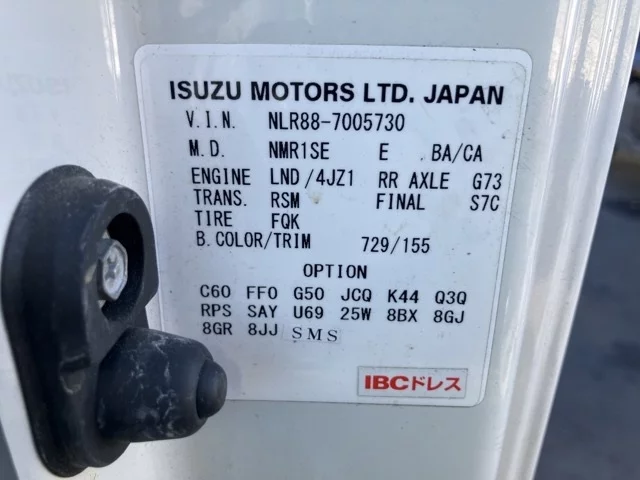 ISUZU MOTORS LTD. JAPAN
V.I.N. NLR88-7005730
M.D. NMR1SE E BA/CA
ENGINE LND/4JZ1 RR AXLE G73
TRANS. RSM FINAL S7C
TIRE FQK
B.COLOR/TRIM 729/155
OPTION
C60 FF0 G50 JCQ K44 Q3Q
RPS SAY U69 25W 8BX 8GJ
8GR 8JJ SMS
IBCドレス